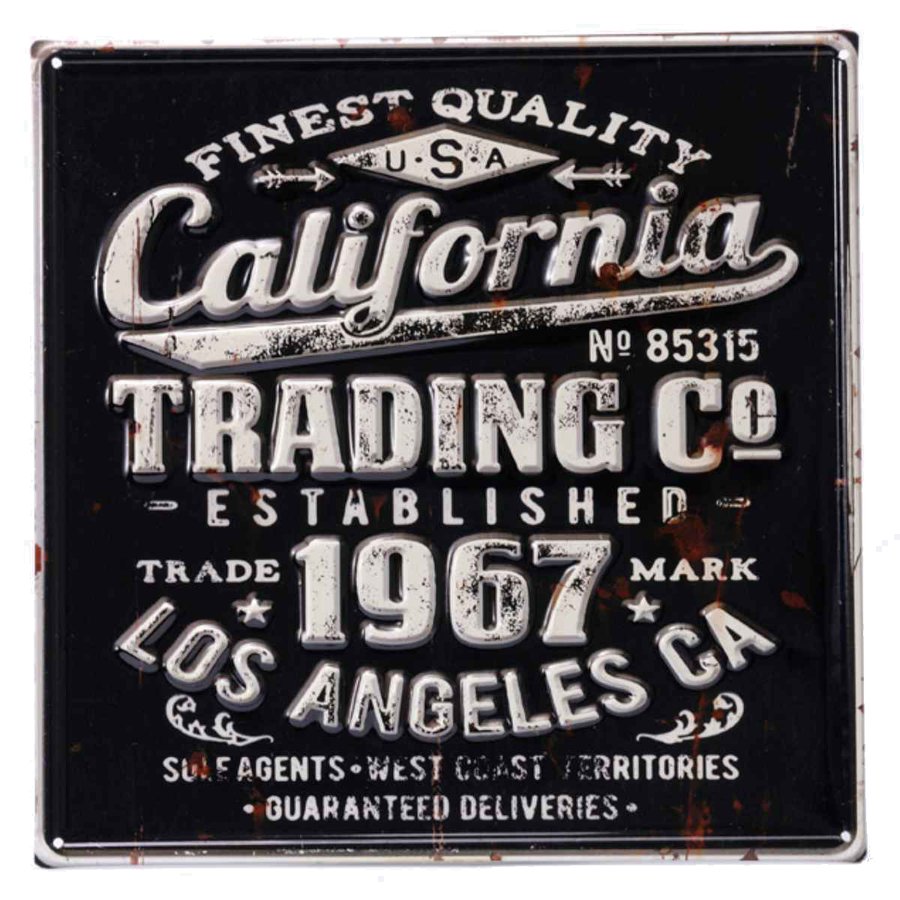 FINEST QUALITY
U·S·A
California
Nº 85315
TRADING Cº
- ESTABLISHED -
TRADE 1967 MARK
LOS ANGELES CA
SOLE AGENTS • WEST COAST TERRITORIES
• GUARANTEED DELIVERIES •